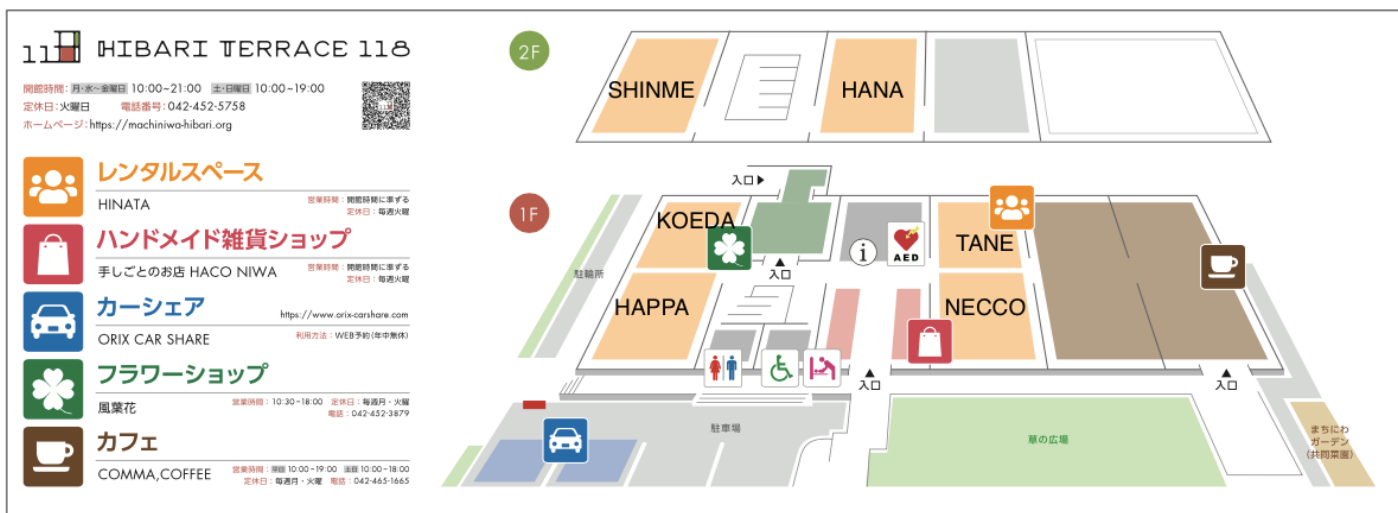 118 HIBARI TERRACE 118
開館時間：月・水〜金曜日 10:00~21:00 土・日曜日 10:00~19:00
定休日：火曜日 電話番号：042-452-5758
ホームページ：https://machiniwa-hibari.org
レンタルスペース
HINATA
営業時間：開館時間に準ずる
定休日：毎週火曜
ハンドメイド雑貨ショップ
手しごとのお店 HACO NIWA
営業時間：開館時間に準ずる
定休日：毎週火曜
カーシェア
https://www.orix-carshare.com
ORIX CAR SHARE
利用方法：WEB予約（年中無休）
フラワーショップ
風葉花
営業時間：10:30~18:00 定休日：毎週月・火曜
電話：042-452-3879
カフェ
COMMA,COFFEE
営業時間：平日 10:00~19:00 土日 10:00~18:00
定休日：毎週月・火曜 電話：042-465-1665
2F
SHINME
HANA
1F
入口▶
KOEDA
TANE
i
AED
▲
入口
駐輪所
HAPPA
NECCO
▲
入口
▲
入口
駐車場
草の広場
まちにわ
ガーデン
（共同菜園）